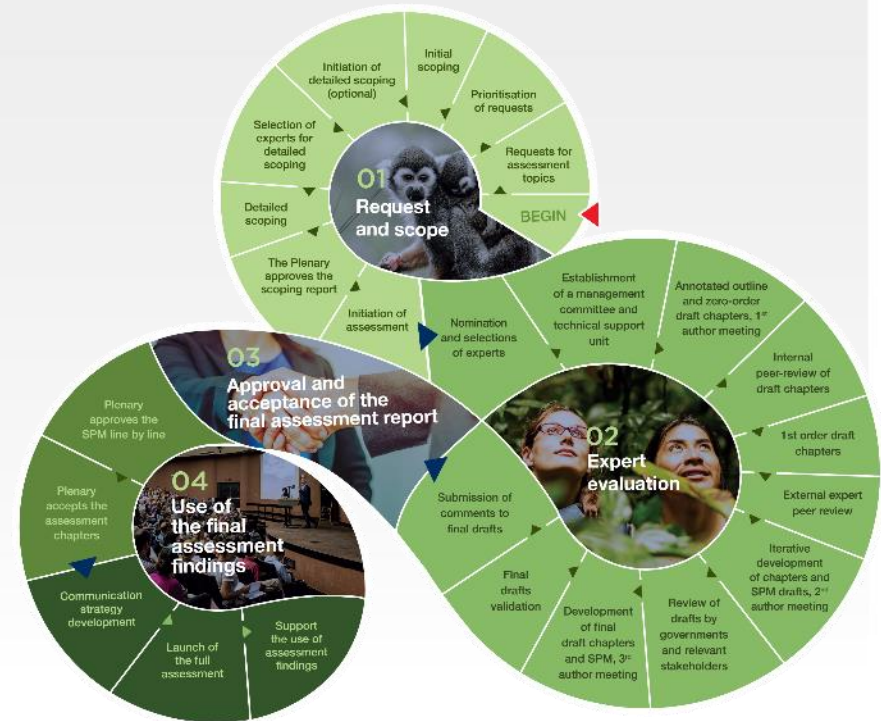 01
Request
and scope
BEGIN
Requests for
assessment
topics
Prioritisation
of requests
Initial
scoping
Initiation of
detailed scoping
(optional)
Selection of
experts for
detailed
scoping
Detailed
scoping
The Plenary
approves the
scoping report
Initiation of
assessment
02
Expert
evaluation
Nomination
and selections
of experts
Establishment
of a management
committee and
technical support
unit
Annotated outline
and zero-order
draft chapters, 1st
author meeting
Internal
peer-review of
draft chapters
1st order draft
chapters
External expert
peer review
Iterative
development
of chapters and
SPM drafts, 2nd
author meeting
Review of
drafts by
governments
and relevant
stakeholders
Development
of final
draft chapters
and SPM, 3rd
author meeting
Final
drafts
validation
Submission of
comments to
final drafts
03
Approval and
acceptance of the
final assessment report
Plenary
approves the
SPM line by line
Plenary
accepts the
assessment
chapters
04
Use of
the final
assessment
findings
Communication
strategy
development
Launch of
the full
assessment
Support
the use of
assessment
findings